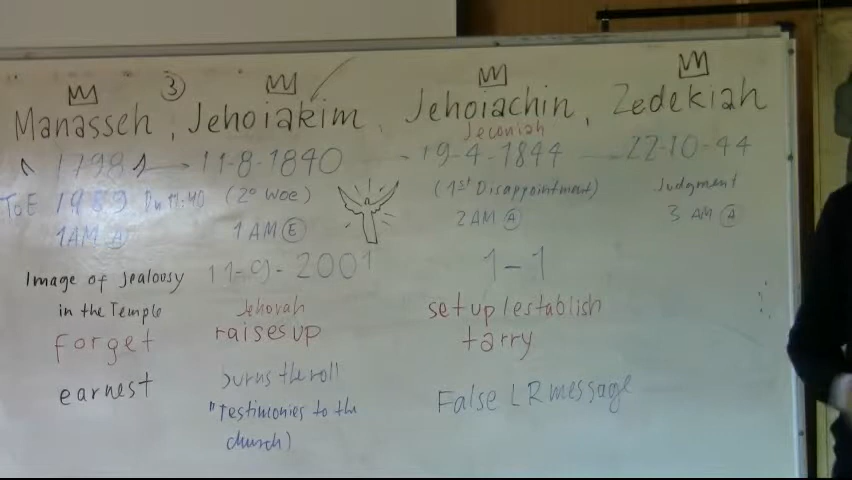 ③
Manasseh, Jehoiakim, Jehoiachin, Zedekiah
Jeconiah
1798 11-8-1840 - 19-4-1844 22-10-44
ToE 1989 Dn 11:40 (2º Woe) (1st Disappointment) Judgment
1AM A 1AM E 2AM A 3 AM A
Image of Jealousy 11-9-2001 1-1
in the Temple Jehovah set up/establish
forget raises up tarry
earnest burns the roll False LR message
"Testimonies to the
church)